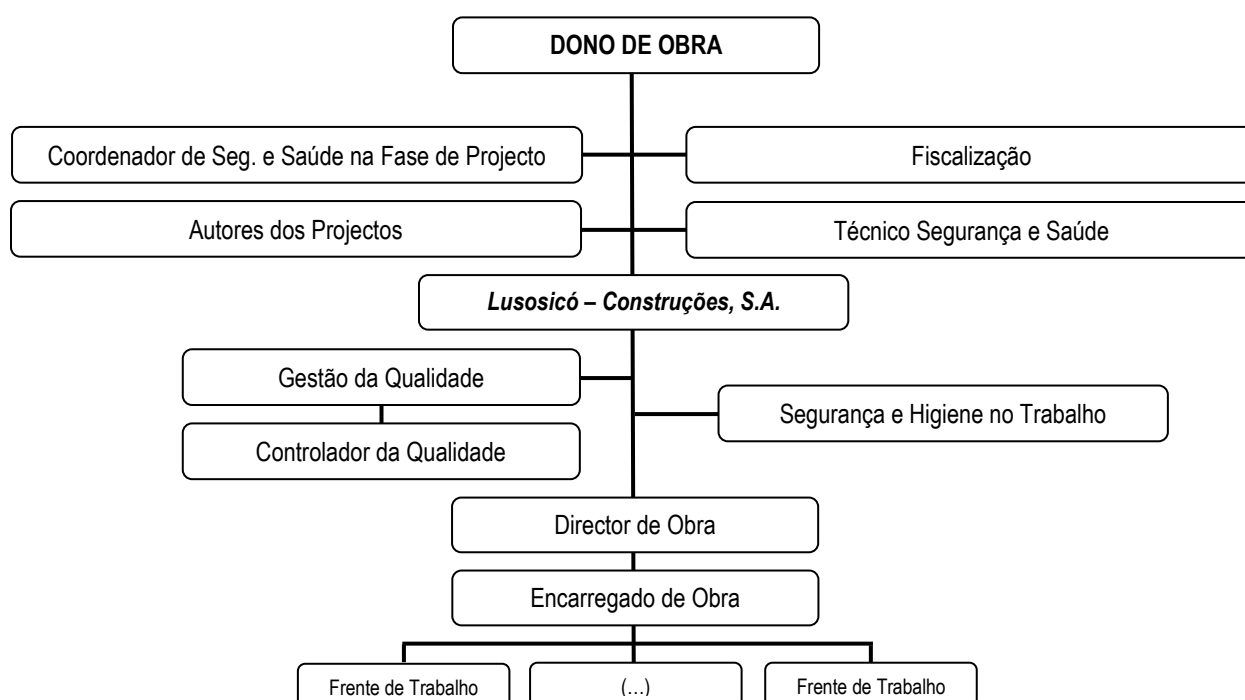 DONO DE OBRA
Coordenador de Seg. e Saúde na Fase de Projecto
Fiscalização
Autores dos Projectos
Técnico Segurança e Saúde
Lusosicó – Construções, S.A.
Gestão da Qualidade
Segurança e Higiene no Trabalho
Controlador da Qualidade
Director de Obra
Encarregado de Obra
Frente de Trabalho
(...)
Frente de Trabalho